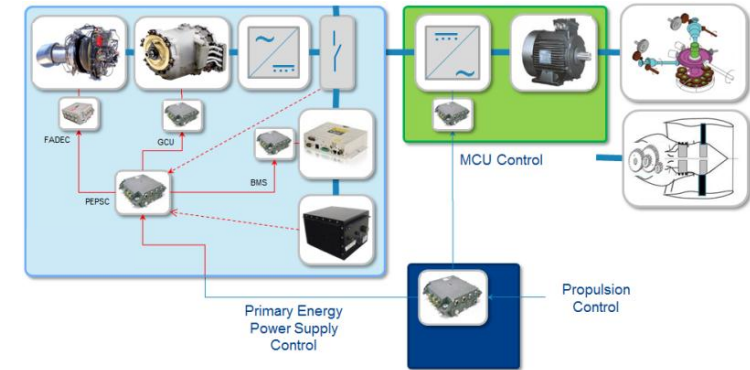 FADEC
GCU
PEPSC
BMS
MCU Control
Primary Energy
Power Supply
Control
Propulsion
Control